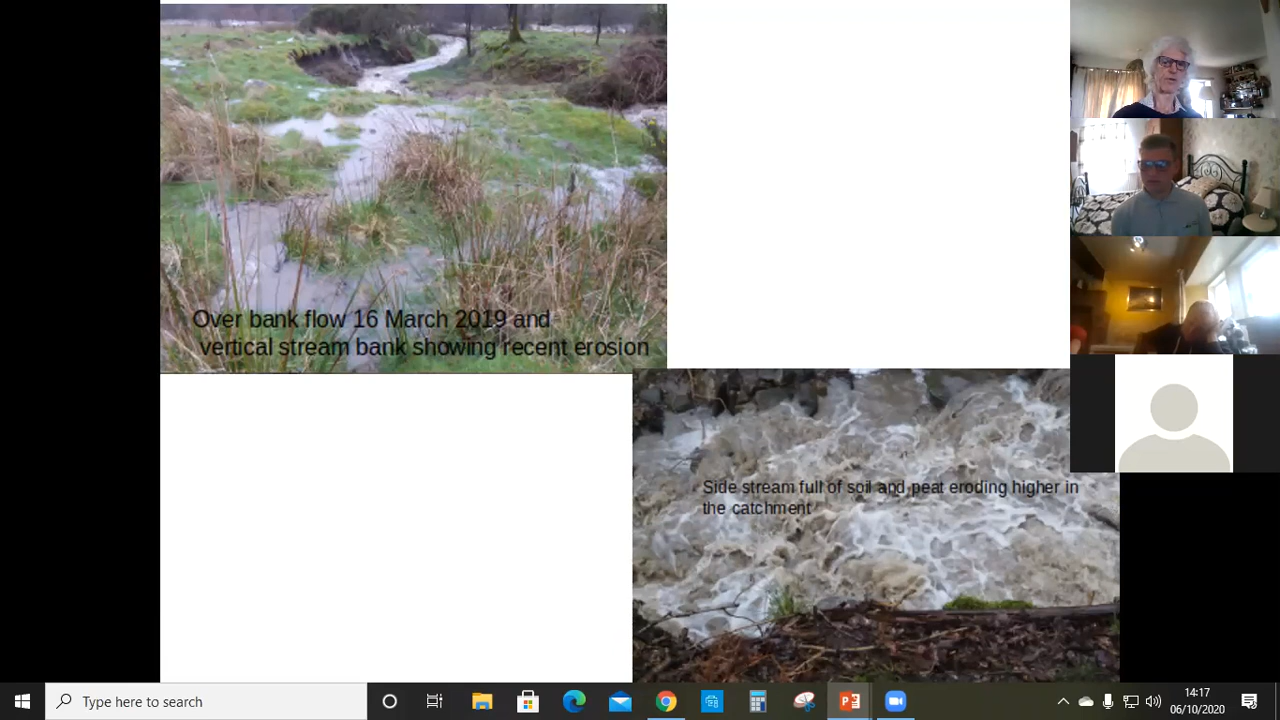 Over bank flow 16 March 2019 and
vertical stream bank showing recent erosion
Side stream full of soil and peat eroding higher in
the catchment
Type here to search
14:17
06/10/2020